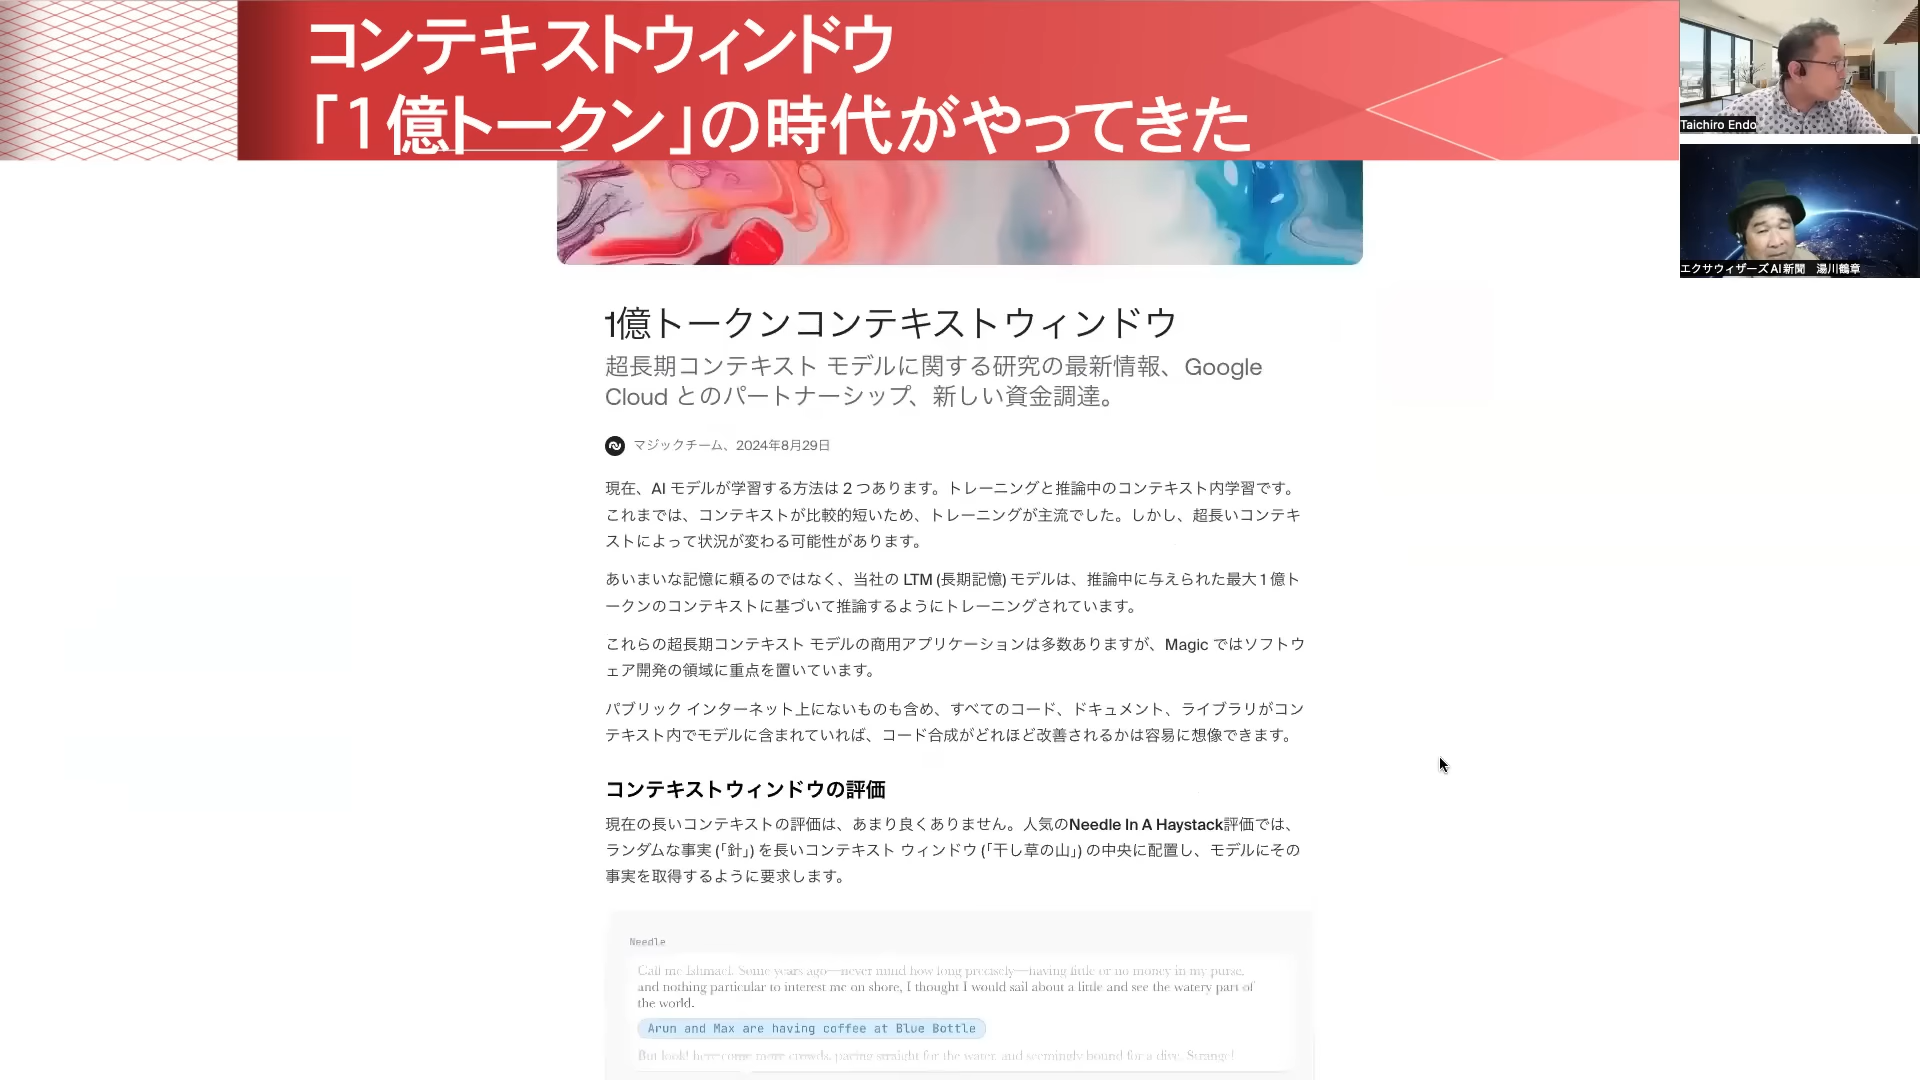 コンテキストウィンドウ
「1億トークン」の時代がやってきた
Taichiro Endo
エクサウィザーズAI新聞 湯川鶴章
1億トークンコンテキストウィンドウ
超長期コンテキスト モデルに関する研究の最新情報、Google
Cloud とのパートナーシップ、新しい資金調達。
マジックチーム、2024年8月29日
現在、AI モデルが学習する方法は 2 つあります。トレーニングと推論中のコンテキスト内学習です。
これまでは、コンテキストが比較的短いため、トレーニングが主流でした。しかし、超長いコンテキ
ストによって状況が変わる可能性があります。
あいまいな記憶に頼るのではなく、当社の LTM (長期記憶) モデルは、推論中に与えられた最大 1 億ト
ークンのコンテキストに基づいて推論するようにトレーニングされています。
これらの超長期コンテキスト モデルの商用アプリケーションは多数ありますが、Magic ではソフトウ
ェア開発の領域に重点を置いています。
パブリック インターネット上にないものも含め、すべてのコード、ドキュメント、ライブラリがコン
テキスト内でモデルに含まれていれば、コード合成がどれほど改善されるかは容易に想像できます。
コンテキストウィンドウの評価
現在の長いコンテキストの評価は、あまり良くありません。人気のNeedle In A Haystack評価では、
ランダムな事実 (「針」) を長いコンテキスト ウィンドウ (「干し草の山」) の中央に配置し、モデルにその
事実を取得するように要求します。
Needle
Call me Ishmael. Some years ago—never mind how long precisely—having little or no money in my purse,
and nothing particular to interest me on shore, I thought I would sail about a little and see the watery part of
the world.
Arun and Max are having coffee at Blue Bottle
But look! here come more crowds, pacing straight for the water, and seemingly bound for a dive. Strange!